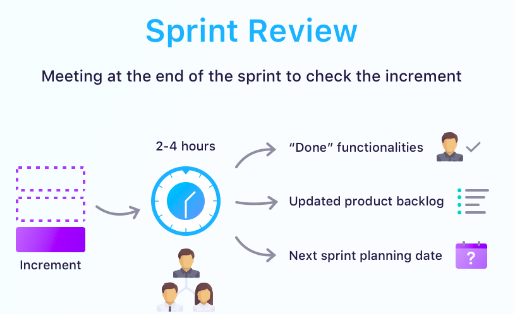 Sprint Review
Meeting at the end of the sprint to check the increment
2-4 hours
“Done” functionalities
Updated product backlog
Next sprint planning date
?
Increment